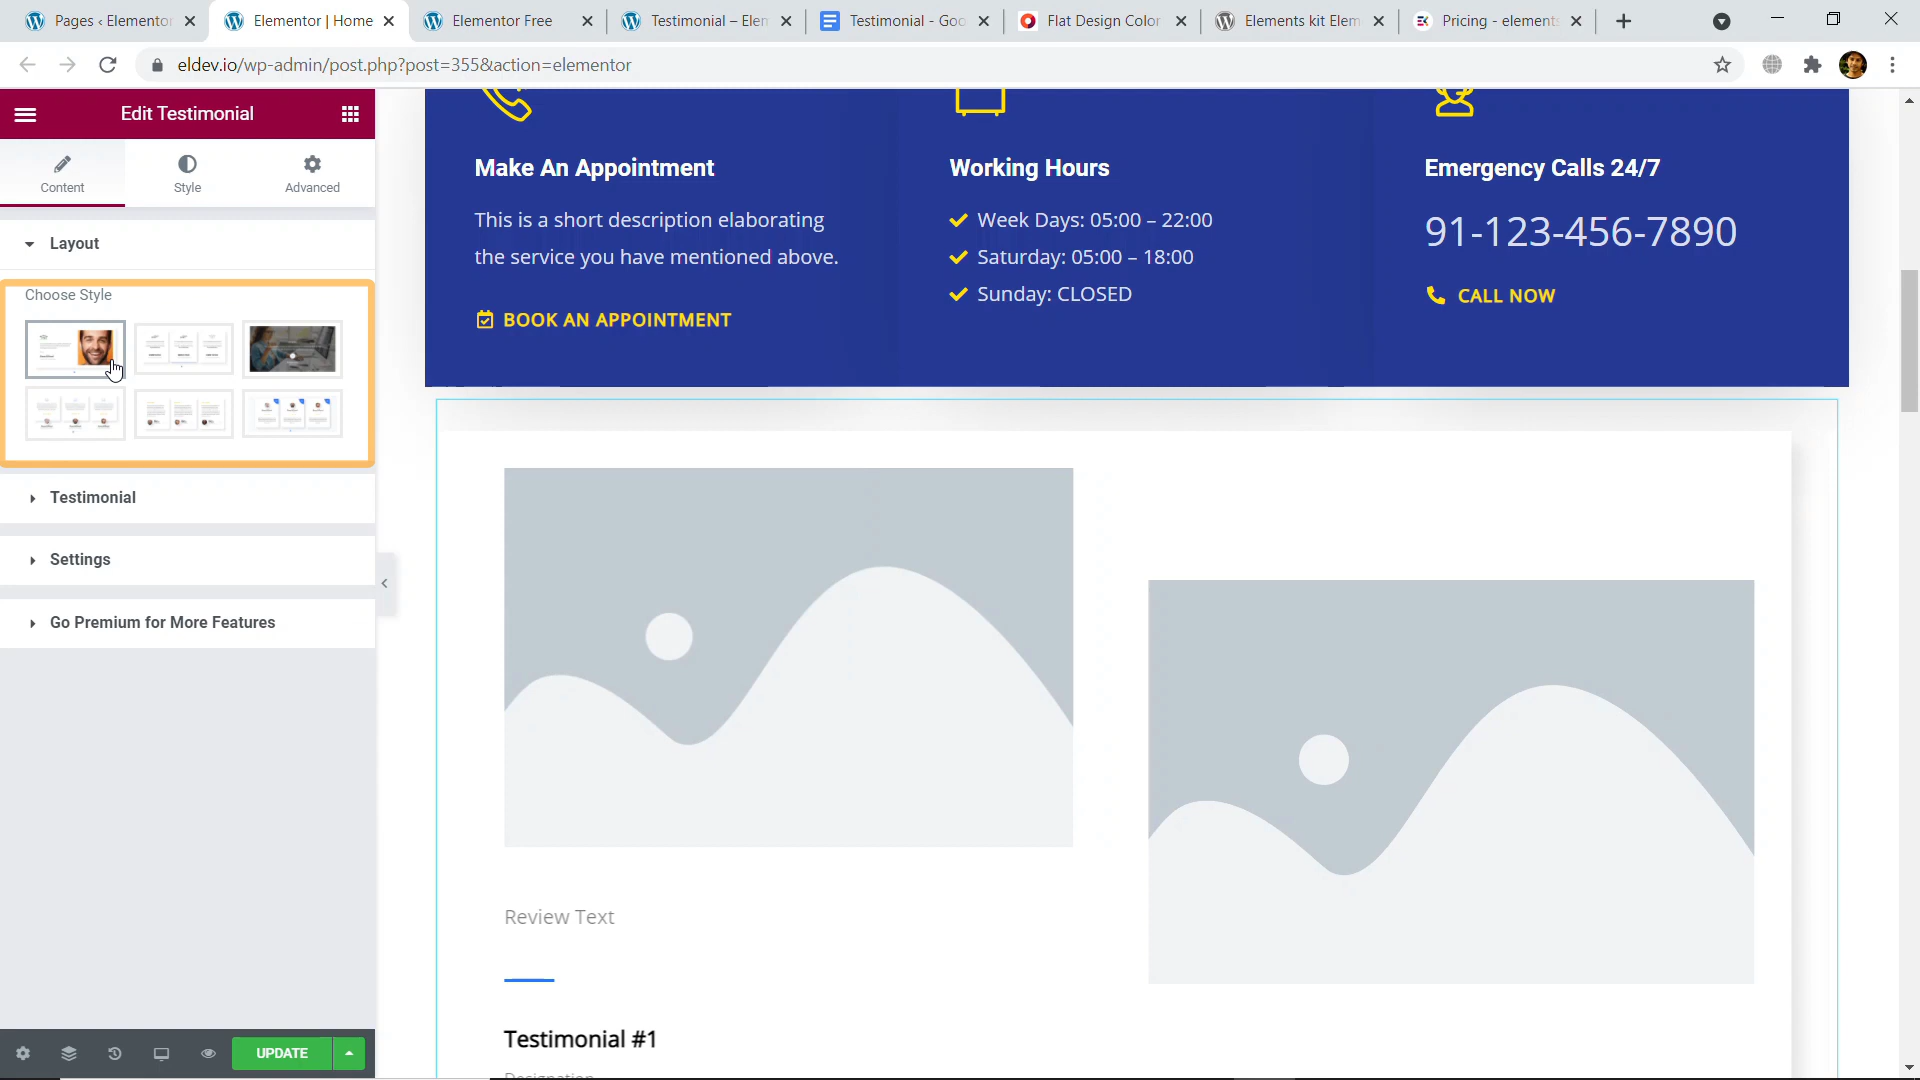 Pages ‹ Elementor
Elementor | Home
Elementor Free
Testimonial – Elem
Testimonial - Goo
Flat Design Color
Elements kit Elem
Pricing - elements
eldev.io/wp-admin/post.php?post=355&action=elementor
Edit Testimonial
Content
Style
Advanced
Layout
Choose Style
Testimonial
Settings
Go Premium for More Features
UPDATE
Make An Appointment
This is a short description elaborating
the service you have mentioned above.
BOOK AN APPOINTMENT
Working Hours
Week Days: 05:00 – 22:00
Saturday: 05:00 – 18:00
Sunday: CLOSED
Emergency Calls 24/7
91-123-456-7890
CALL NOW
Review Text
Testimonial #1
Designation